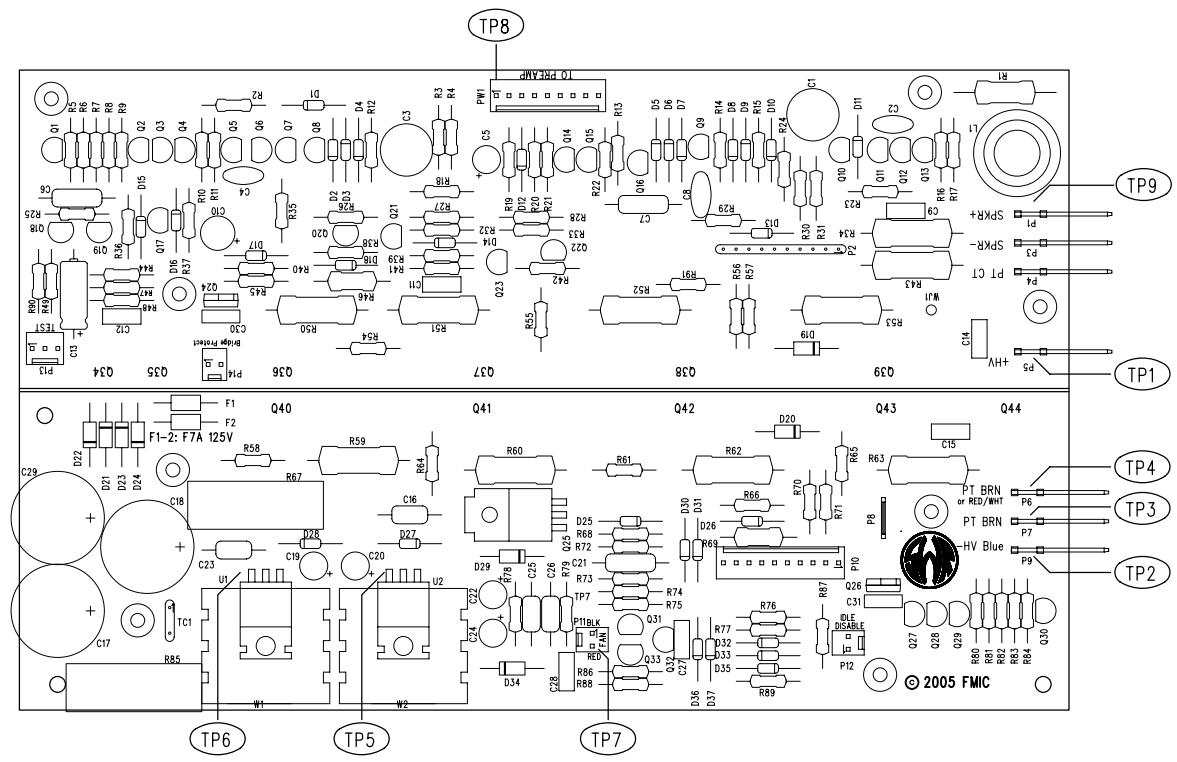 TP8
TO PREAMP
PW1
R5 R6 R7 R8 R9
R2
D1
D4 R12
R3 R4
R13
D5 D6 D7
Q9
R14 D8 D9 R15 D10
R24
C1
D11
C2
R1
L1
Q1
Q2
Q3
Q4
Q5
Q6
Q7
Q8
C3
C5
Q14
Q15
R10 R11
C4
D2 D3
R18
R19 D12 R20 R21
R22
Q16
C8
Q10
Q11
Q12
Q13
R16 R17
C6
R25
Q18
Q19
D15
R36
Q17
D16
R37
C10
R35
R26
Q20
Q21
R27
R32
D14
R28
R33
Q22
C7
R29
R23
D13
R30 R31
R34
C9
TP9
SPKR+
P1
SPKR-
P3
PT CT
P4
D17
R40
R45
R38
D18
R46
R39
R41
C11
Q23
R42
R91
P2
R43
R90 R49
R44
R47
R48
C12
C13
Q24
C30
R50
R51
R55
R52
R56 R57
R53
WJ1
C14
TEST
P13
Bridge Protect
P14
R54
D19
+HV
P5
TP1
Q34
Q35
Q36
Q37
Q38
Q39
F1
F2
F1-2: F7A 125V
Q40
Q41
Q42
Q43
Q44
D20
C15
D22
D21 D23 D24
R58
R59
R64
R60
R61
R62
R65
R63
C29
C18
R67
C16
R70
R71
R66
P8
PT BRN
or RED/WHT
P6
TP4
PT BRN
P7
TP3
-HV Blue
P9
TP2
C23
D28
C19
D27
C20
Q25
D29
D25
R68
R72
C21
R73
R74
R75
D30 D31
D26
R69
P10
U1
U2
C22
R78 C25 C26 R79
TP7
C24
P11
BLK
FAN
RED
Q31
Q33
Q32
C27
R76
R77
D32
D33
D35
R89
R87
Q26
C31
IDLE
DISABLE
P12
Q27
Q28
Q29
Q30
R80 R81 R82 R83 R84
C17
TC1
R85
W1
W2
D34
C28
R86
R88
D36 D37
© 2005 FMIC
TP6
TP5
TP7